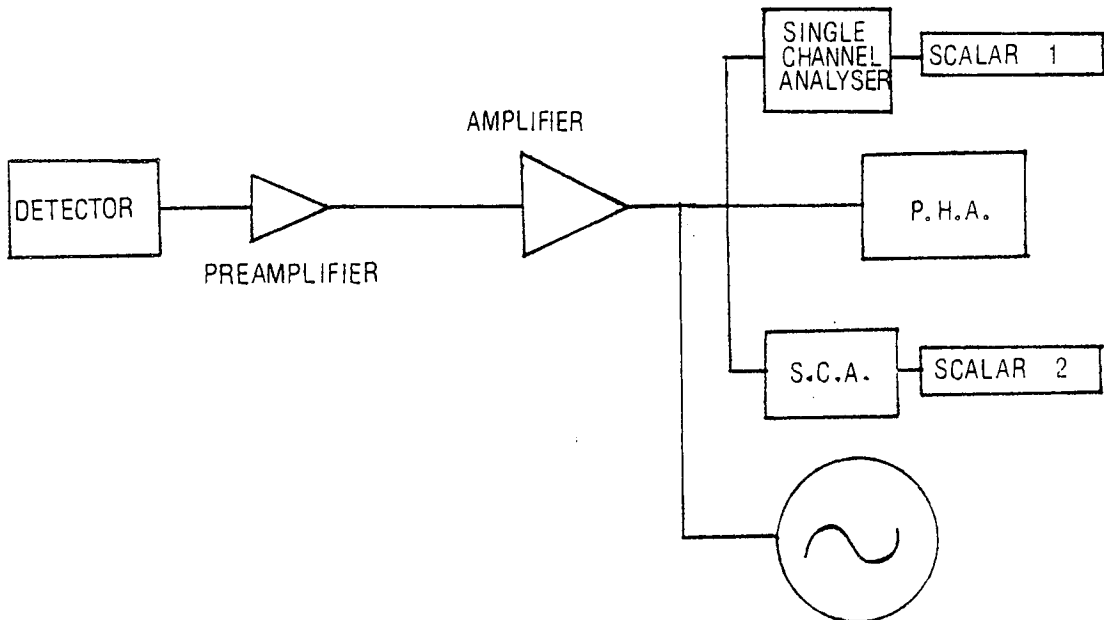 SINGLE
CHANNEL
ANALYSER
SCALAR 1
AMPLIFIER
DETECTOR
P.H.A.
PREAMPLIFIER
S.C.A.
SCALAR 2